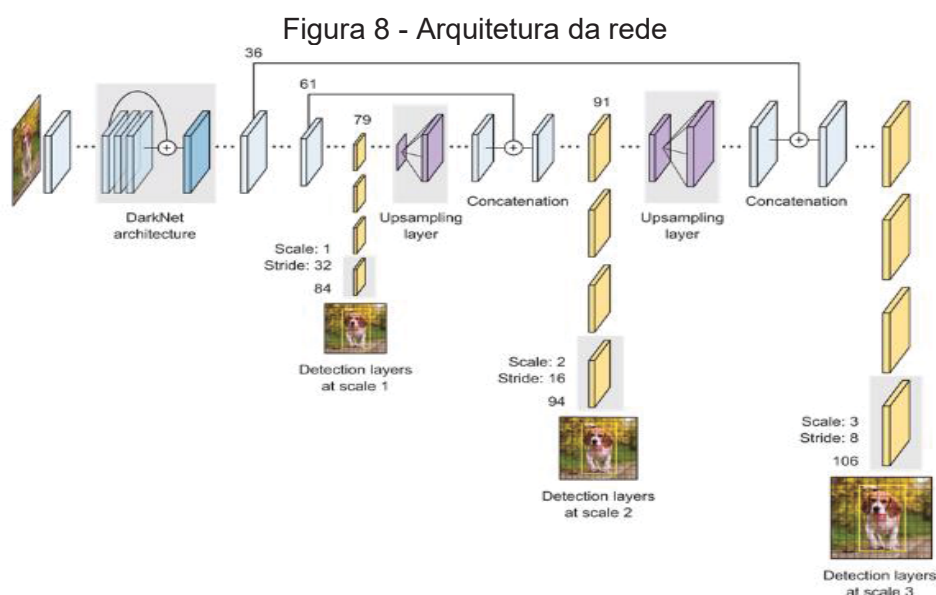 Figura 8 - Arquitetura da rede
36
61
79
91
DarkNet
architecture
Upsampling
layer
Concatenation
Upsampling
layer
Concatenation
Scale: 1
Stride: 32
84
Detection layers
at scale 1
Scale: 2
Stride: 16
94
Detection layers
at scale 2
Scale: 3
Stride: 8
106
Detection layers
at scale 3